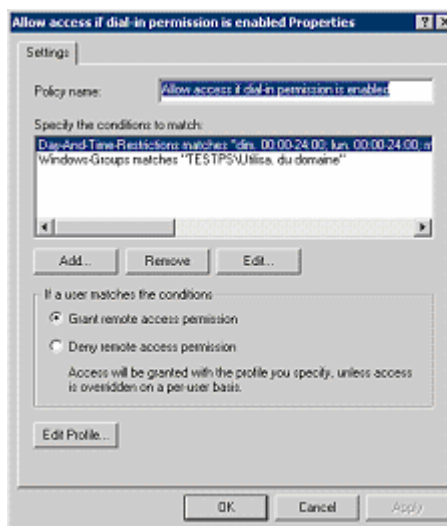 Allow access if dial-in permission is enabled Properties
Settings
Policy name:
Allow access if dial-in permission is enabled
Specify the conditions to match:
Day-And-Time-Restrictions matches "dim. 00:00-24:00; lun. 00:00-24:00; m
Windows-Groups matches "TESTPS\Utilisa. du domaine"
Add...
Remove
Edit...
If a user matches the conditions
Grant remote access permission
Deny remote access permission
Access will be granted with the profile you specify, unless access
is overridden on a per-user basis.
Edit Profile...
OK
Cancel
Apply